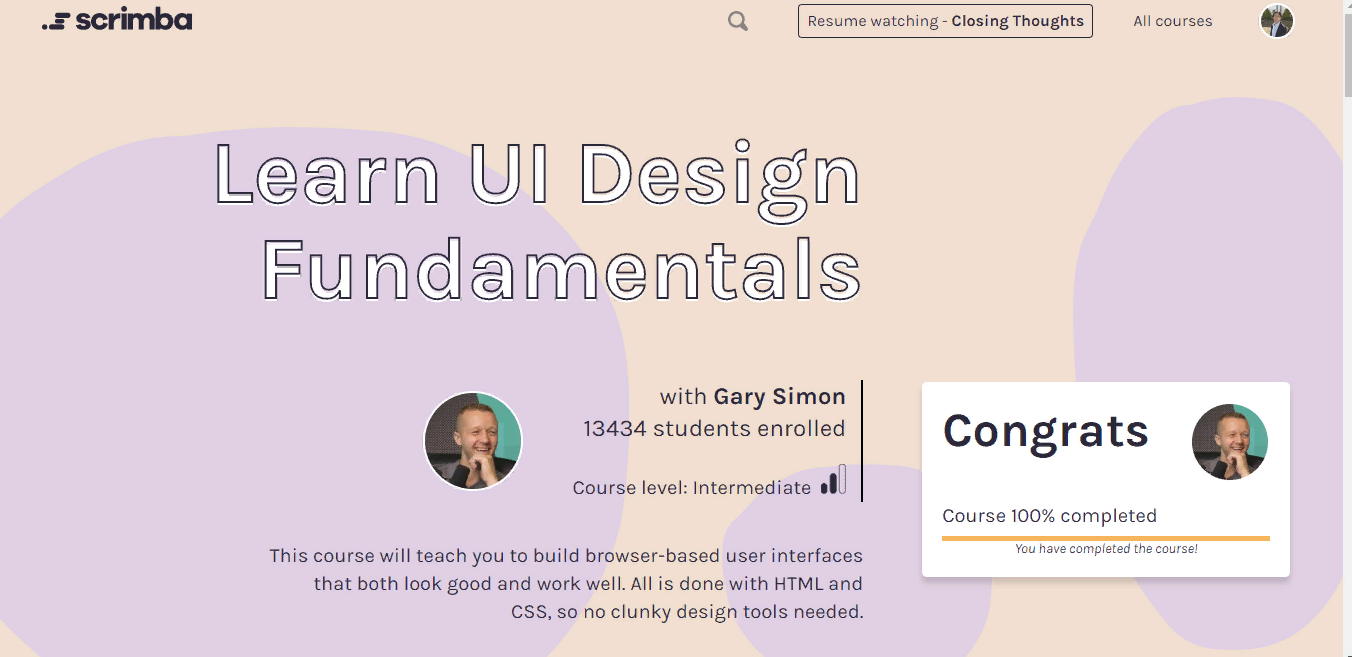 scrimba
Resume watching - Closing Thoughts
All courses
Learn UI Design
Fundamentals
with Gary Simon
13434 students enrolled
Course level: Intermediate
This course will teach you to build browser-based user interfaces
that both look good and work well. All is done with HTML and
CSS, so no clunky design tools needed.
Congrats
Course 100% completed
You have completed the course!